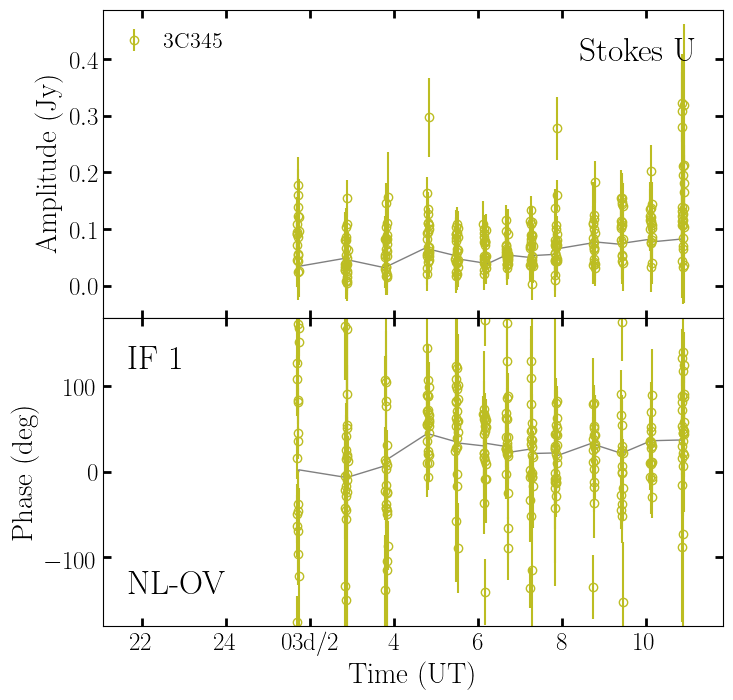 3C345
Stokes U
Amplitude (Jy)
0.4
0.3
0.2
0.1
0.0
IF 1
NL-OV
Phase (deg)
100
0
−100
22 24 03d/2 4 6 8 10
Time (UT)